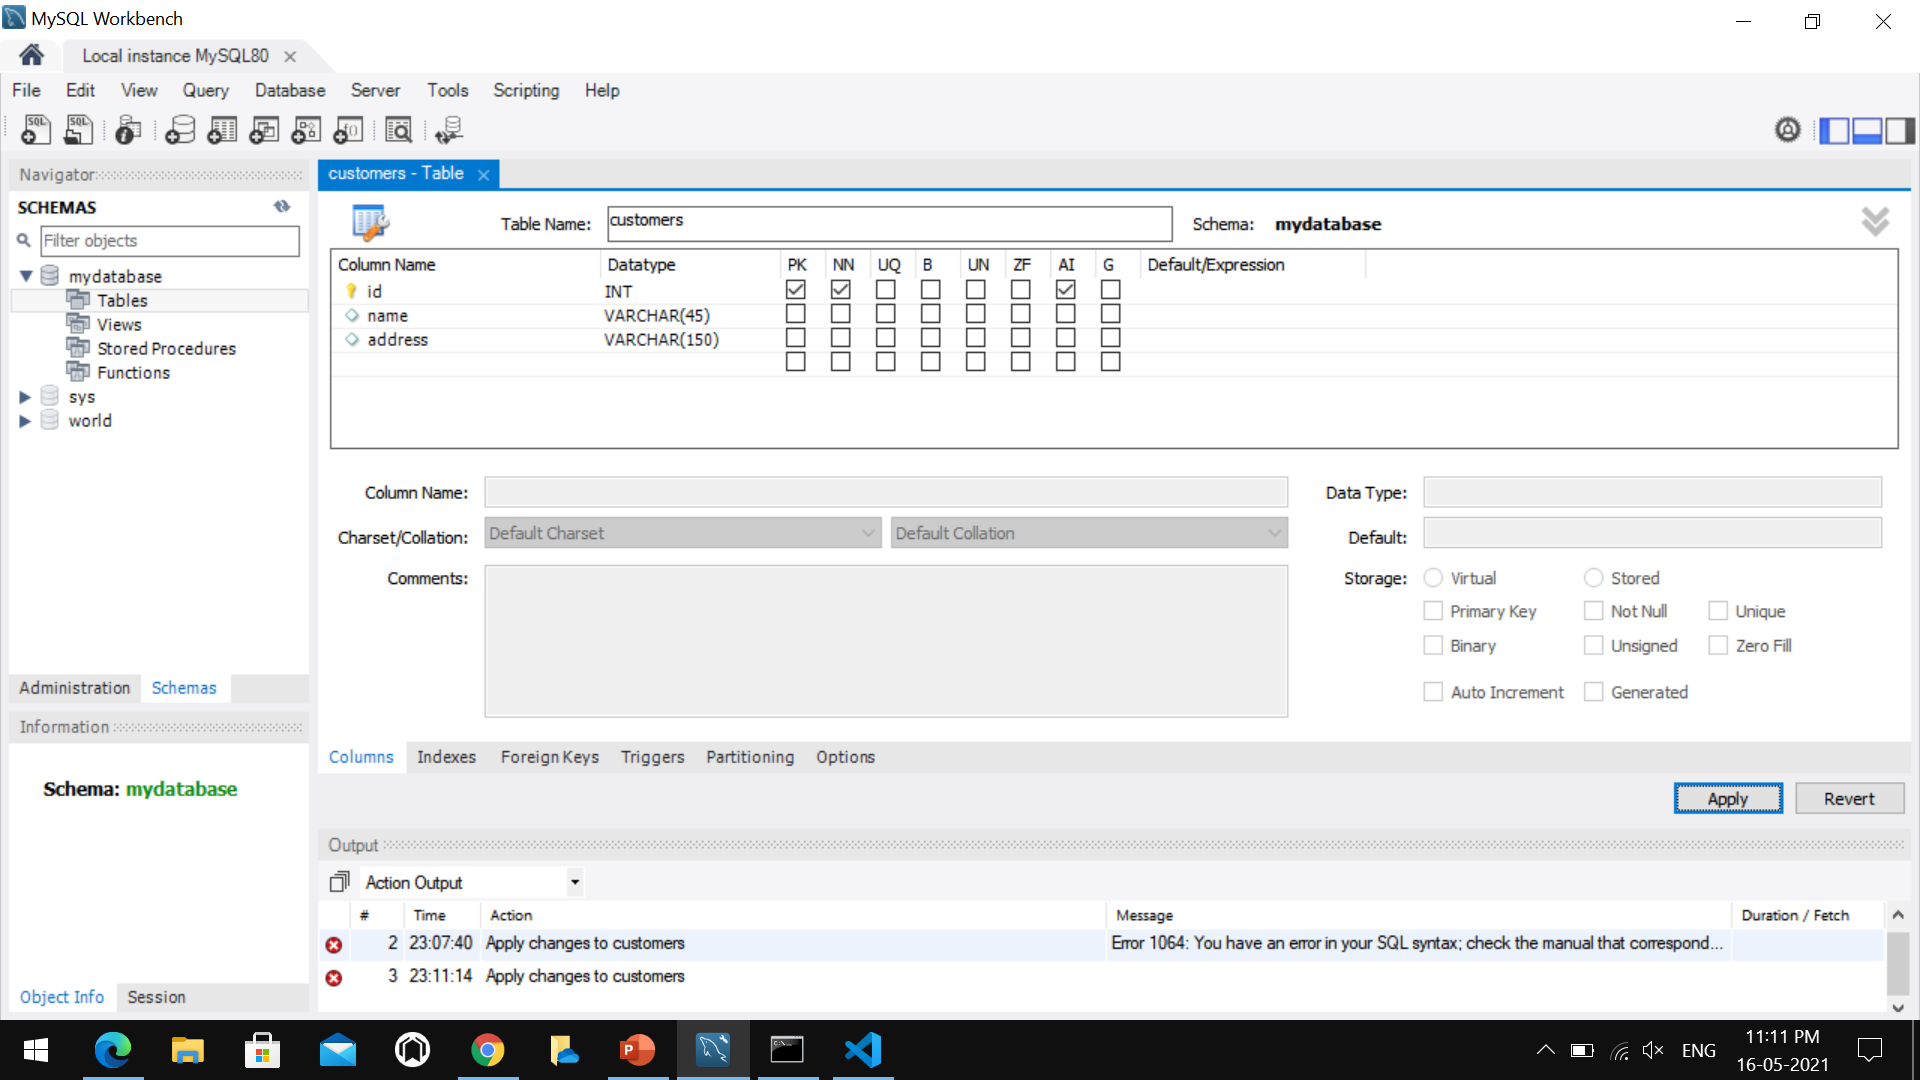 MySQL Workbench
Local instance MySQL80
File Edit View Query Database Server Tools Scripting Help
Navigator
SCHEMAS
Filter objects
mydatabase
Tables
Views
Stored Procedures
Functions
sys
world
Administration Schemas
Information
Schema: mydatabase
Object Info Session
customers - Table
Table Name: customers Schema: mydatabase
Column Name Datatype PK NN UQ B UN ZF AI G Default/Expression
id INT
name VARCHAR(45)
address VARCHAR(150)
Column Name: Data Type:
Charset/Collation: Default Charset Default Collation Default:
Comments: Storage: Virtual Stored
Primary Key Not Null Unique
Binary Unsigned Zero Fill
Auto Increment Generated
Columns Indexes Foreign Keys Triggers Partitioning Options
Apply Revert
Output
Action Output
# Time Action Message Duration / Fetch
2 23:07:40 Apply changes to customers Error 1064: You have an error in your SQL syntax; check the manual that correspond...
3 23:11:14 Apply changes to customers
ENG
11:11 PM
16-05-2021